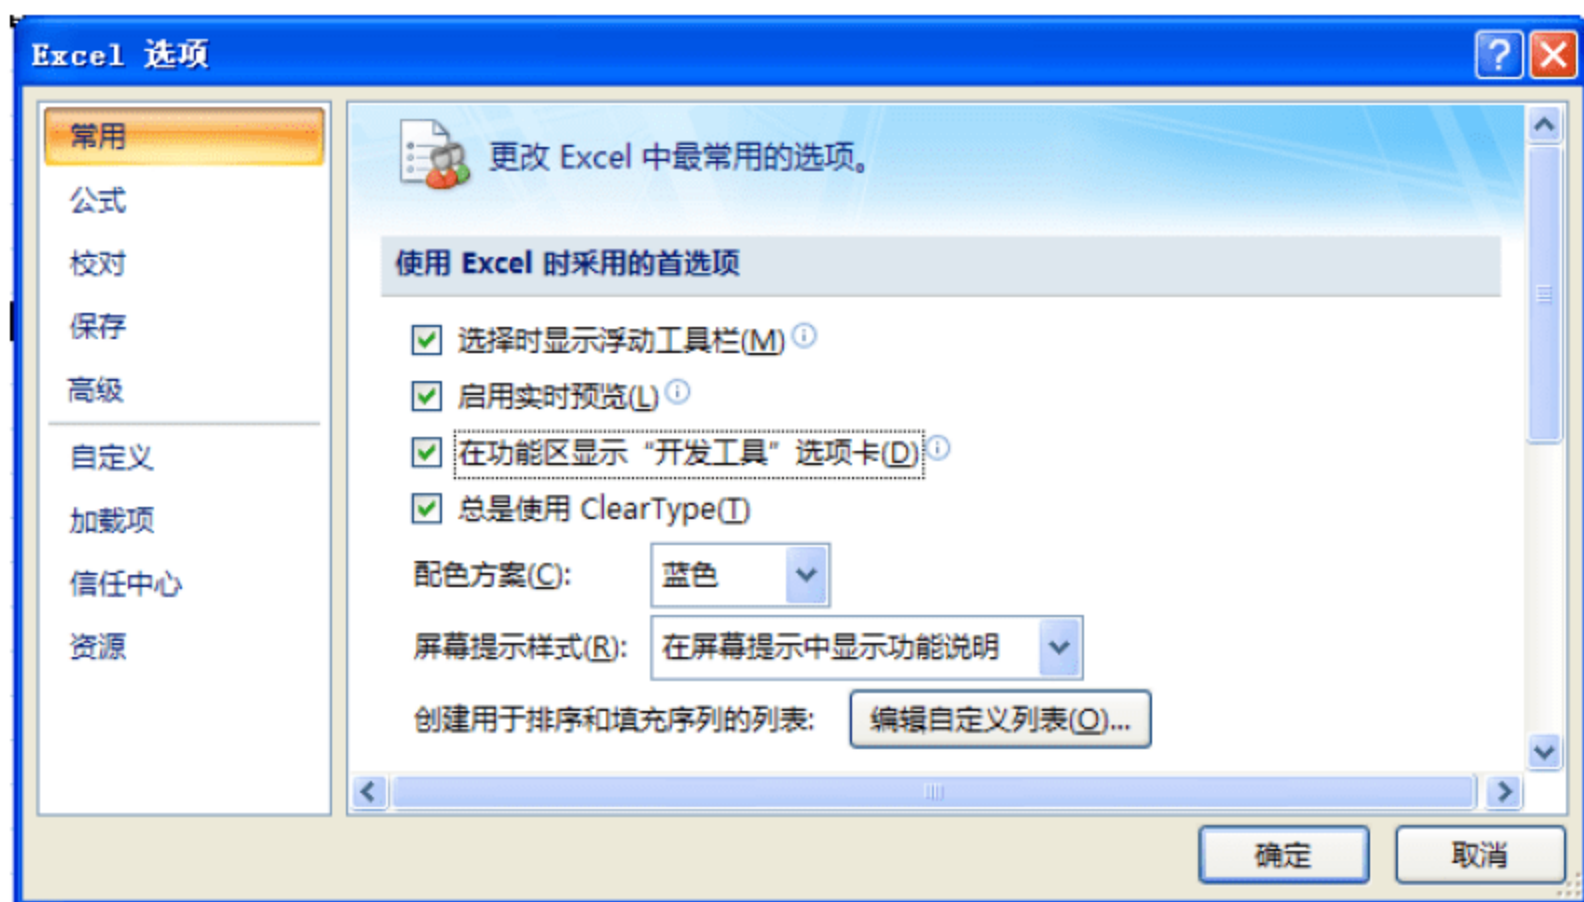 Excel 选项
常用
公式
校对
保存
高级
自定义
加载项
信任中心
资源
更改 Excel 中最常用的选项。
使用 Excel 时采用的首选项
选择时显示浮动工具栏(M)
启用实时预览(L)
在功能区显示“开发工具”选项卡(D)
总是使用 ClearType(T)
配色方案(C): 蓝色
屏幕提示样式(R): 在屏幕提示中显示功能说明
创建用于排序和填充序列的列表: 编辑自定义列表(O)...
确定 取消